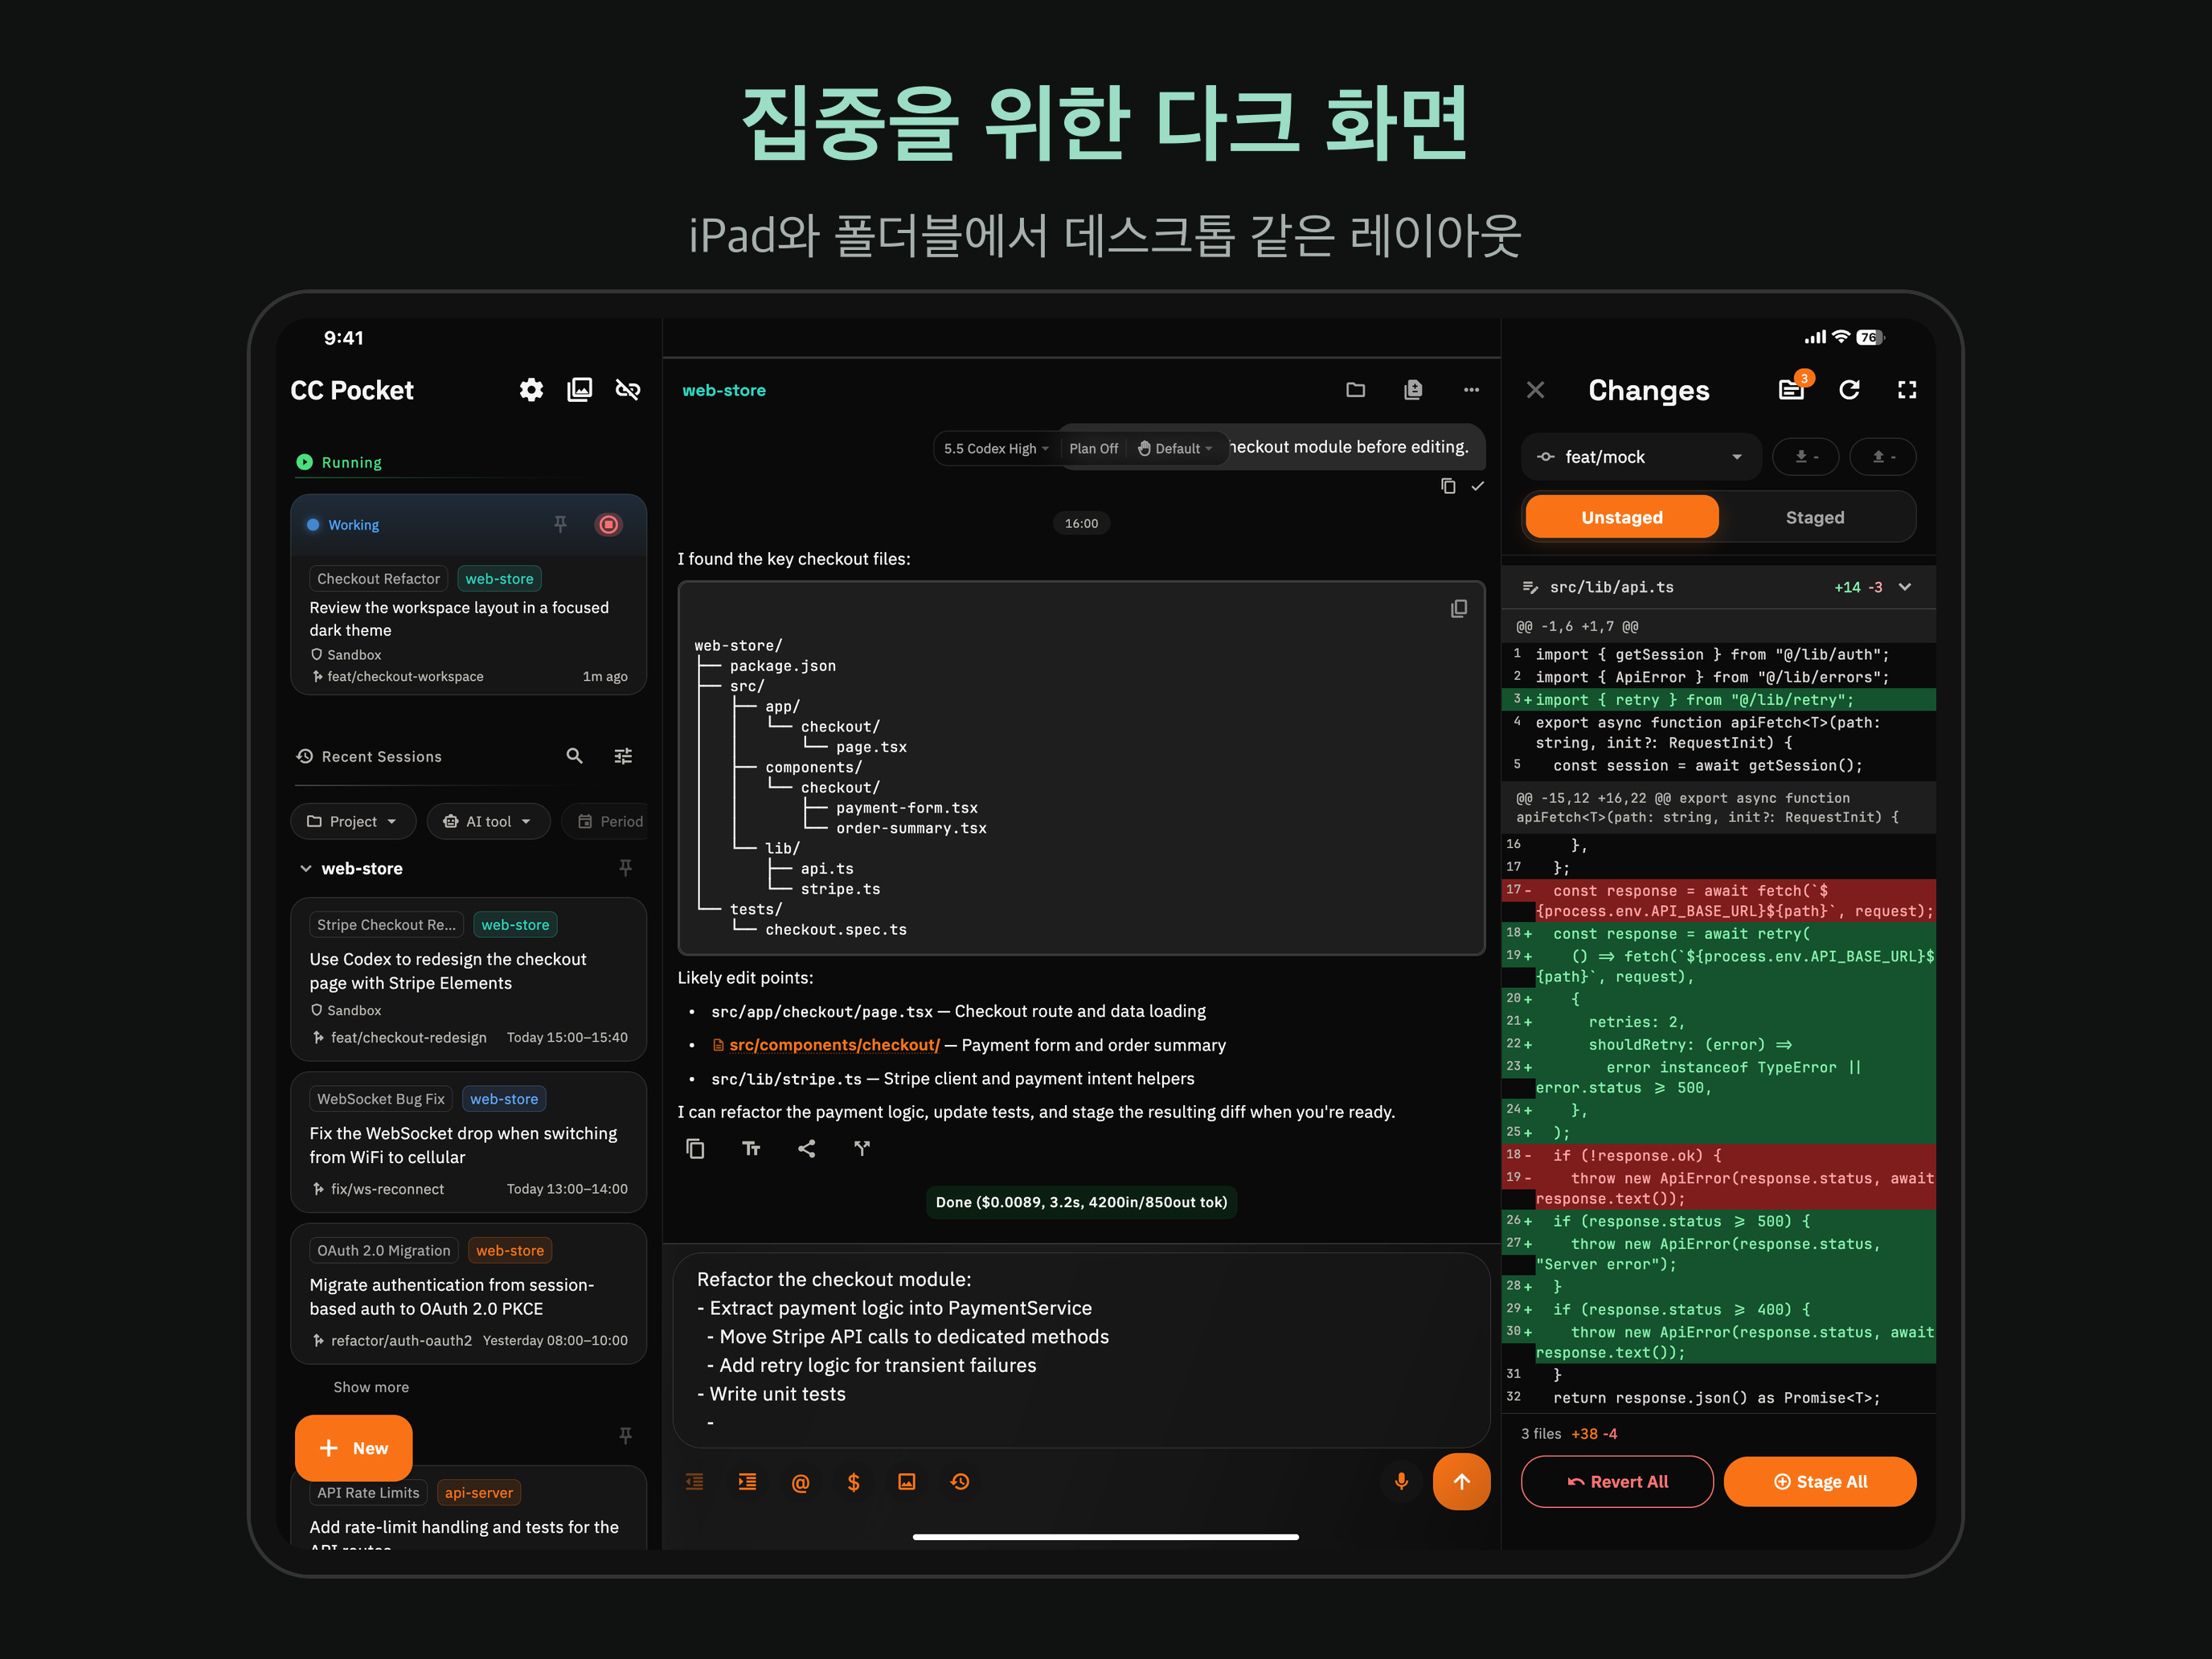 집중을 위한 다크 화면
iPad와 폴더블에서 데스크톱 같은 레이아웃
9:41
76
CC Pocket
Running
Working
Checkout Refactor web-store
Review the workspace layout in a focused
dark theme
Sandbox
feat/checkout-workspace 1m ago
Recent Sessions
Project AI tool Period
web-store
Stripe Checkout Re... web-store
Use Codex to redesign the checkout
page with Stripe Elements
Sandbox
feat/checkout-redesign Today 15:00–15:40
WebSocket Bug Fix web-store
Fix the WebSocket drop when switching
from WiFi to cellular
fix/ws-reconnect Today 13:00–14:00
OAuth 2.0 Migration web-store
Migrate authentication from session-
based auth to OAuth 2.0 PKCE
refactor/auth-oauth2 Yesterday 08:00–10:00
Show more
+ New
API Rate Limits api-server
Add rate-limit handling and tests for the
API routes
web-store
5.5 Codex High Plan Off Default
checkout module before editing.
16:00
I found the key checkout files:
web-store/
├── package.json
├── src/
│   ├── app/
│   │   └── checkout/
│   │       └── page.tsx
│   ├── components/
│   │   └── checkout/
│   │       ├── payment-form.tsx
│   │       └── order-summary.tsx
│   └── lib/
│       ├── api.ts
│       └── stripe.ts
└── tests/
    └── checkout.spec.ts
Likely edit points:
• src/app/checkout/page.tsx — Checkout route and data loading
• src/components/checkout/ — Payment form and order summary
• src/lib/stripe.ts — Stripe client and payment intent helpers
I can refactor the payment logic, update tests, and stage the resulting diff when you're ready.
Done ($0.0089, 3.2s, 4200in/850out tok)
Refactor the checkout module:
- Extract payment logic into PaymentService
  - Move Stripe API calls to dedicated methods
  - Add retry logic for transient failures
- Write unit tests
  -
@ $
Changes
3
feat/mock - -
Unstaged Staged
src/lib/api.ts +14 -3
@@ -1,6 +1,7 @@
1 import { getSession } from "@/lib/auth";
2 import { ApiError } from "@/lib/errors";
3 + import { retry } from "@/lib/retry";
4 export async function apiFetch<T>(path:
string, init?: RequestInit) {
5   const session = await getSession();
@@ -15,12 +16,22 @@ export async function
apiFetch<T>(path: string, init?: RequestInit) {
16     },
17   };
17 -   const response = await fetch(`$
{process.env.API_BASE_URL}${path}`, request);
18 +   const response = await retry(
19 +     () => fetch(`${process.env.API_BASE_URL}$
{path}`, request),
20 +     {
21 +       retries: 2,
22 +       shouldRetry: (error) =>
23 +         error instanceof TypeError ||
error.status >= 500,
24 +     },
25 +   );
18 -   if (!response.ok) {
19 -     throw new ApiError(response.status, await
response.text());
26 +   if (response.status >= 500) {
27 +     throw new ApiError(response.status,
"Server error");
28 +   }
29 +   if (response.status >= 400) {
30 +     throw new ApiError(response.status, await
response.text());
31   }
32   return response.json() as Promise<T>;
3 files +38 -4
Revert All Stage All